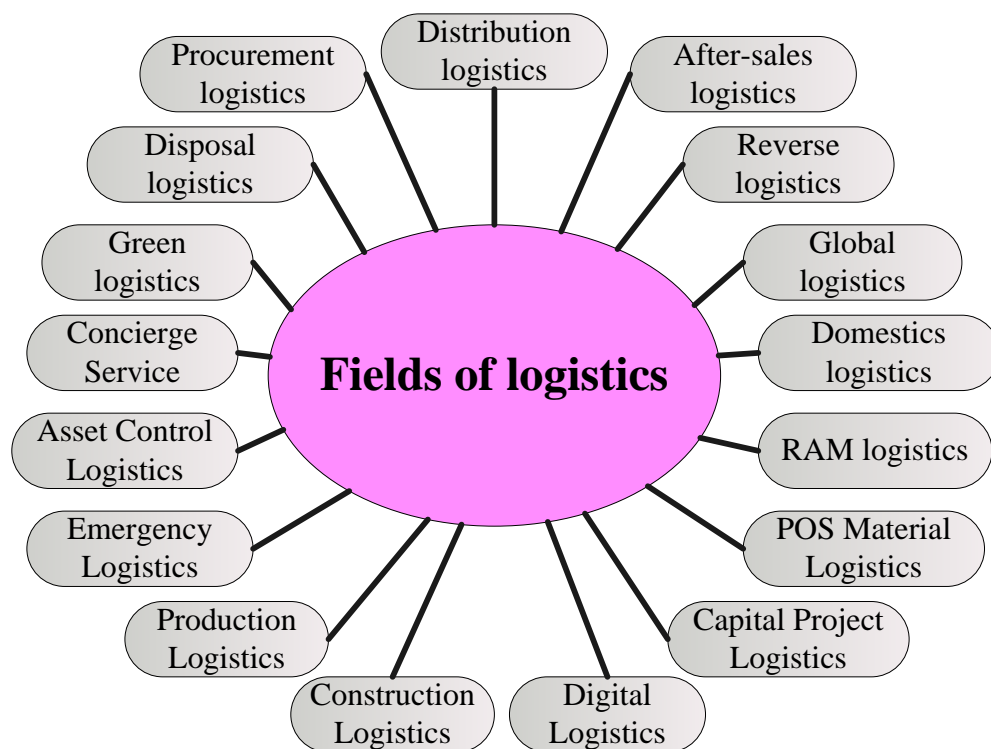 Distribution
logistics
After-sales
logistics
Reverse
logistics
Global
logistics
Domestics
logistics
RAM logistics
POS Material
Logistics
Capital Project
Logistics
Digital
Logistics
Construction
Logistics
Production
Logistics
Emergency
Logistics
Asset Control
Logistics
Concierge
Service
Green
logistics
Disposal
logistics
Procurement
logistics
Fields of logistics